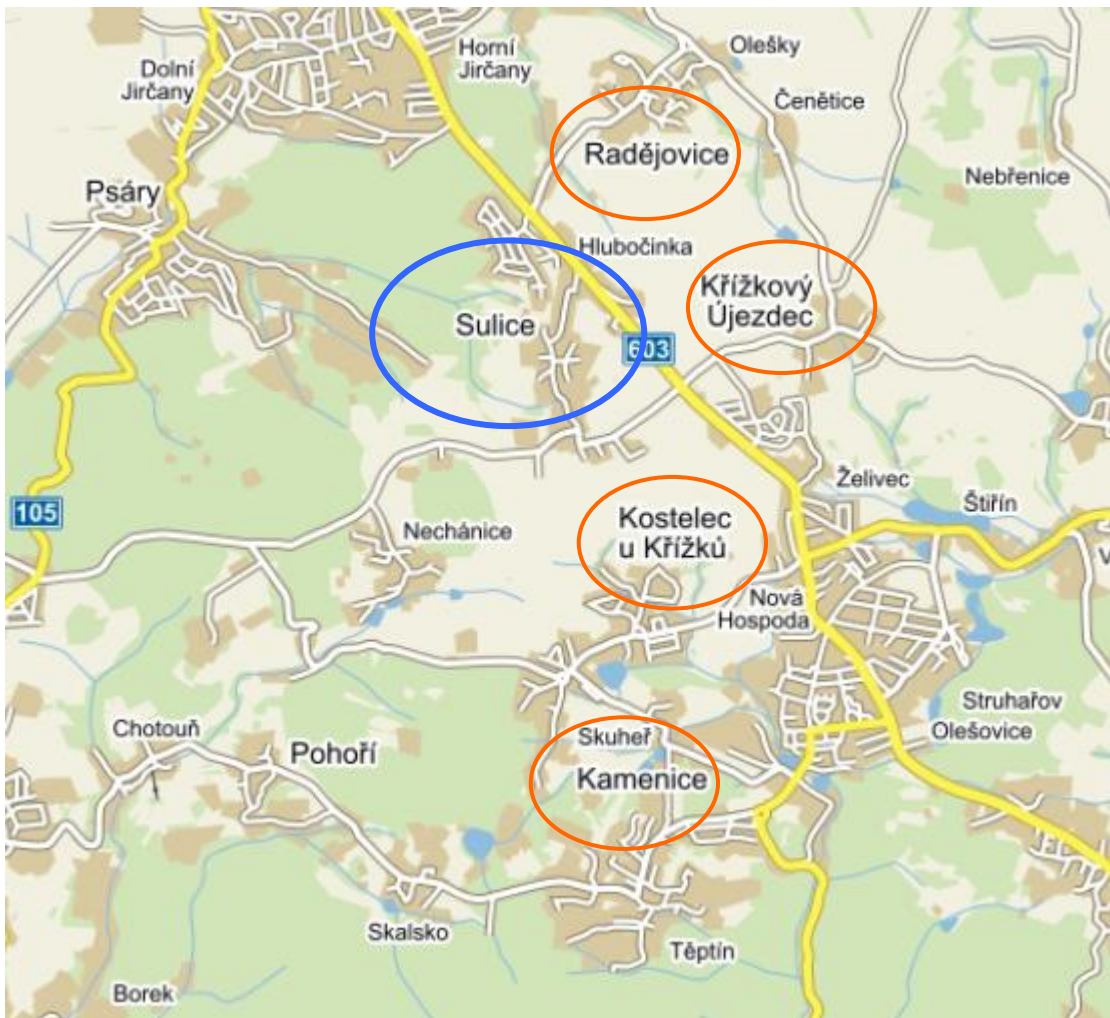 Horní
Jirčany
Olešky
Dolní
Jirčany
Čenětice
Radějovice
Nebřenice
Psáry
Hlubočinka
Křížkový
Újezdec
Sulice
603
Želivec
Štiřín
105
Kostelec
u Křížků
Nechánice
Nová
Hospoda
Struhařov
Olešovice
Chotouň
Skuheř
Pohoří
Kamenice
Skalsko
Těptín
Borek